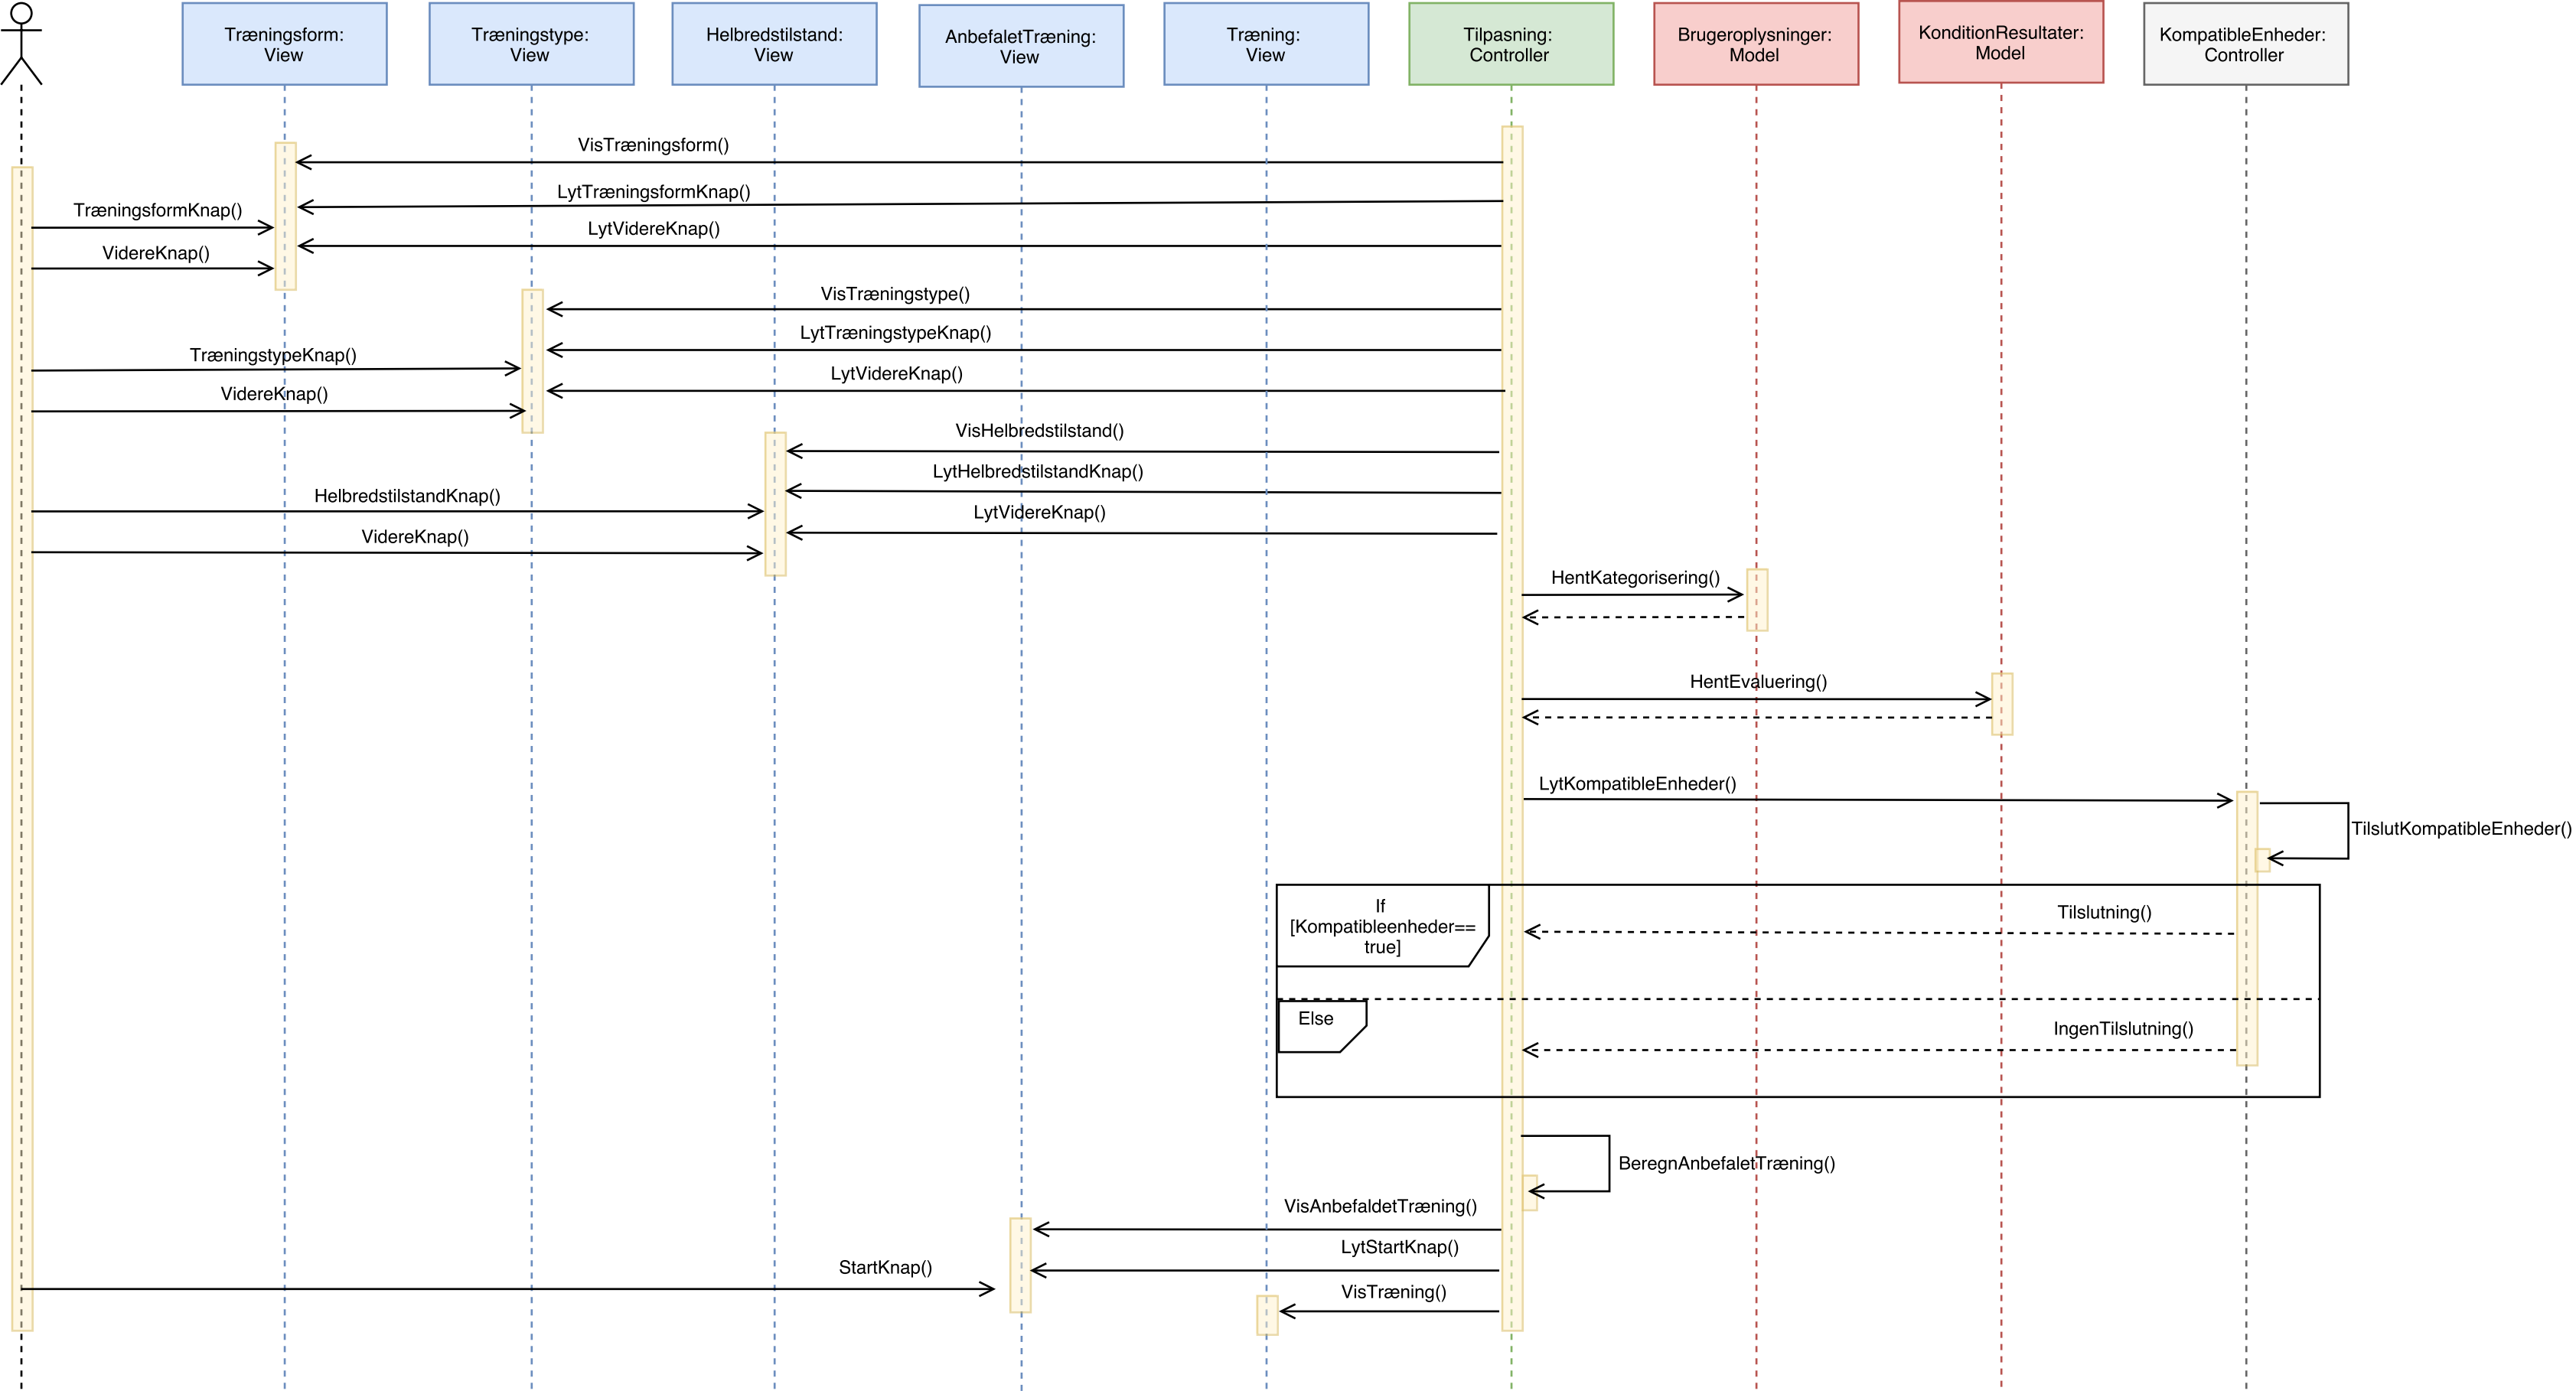 Træningsform:
View
Træningstype:
View
Helbredstilstand:
View
AnbefaletTræning:
View
Træning:
View
Tilpasning:
Controller
Brugeroplysninger:
Model
KonditionResultater:
Model
KompatibleEnheder:
Controller
VisTræningsform()
LytTræningsformKnap()
TræningsformKnap()
LytVidereKnap()
VidereKnap()
VisTræningstype()
LytTræningstypeKnap()
TræningstypeKnap()
LytVidereKnap()
VidereKnap()
VisHelbredstilstand()
LytHelbredstilstandKnap()
HelbredstilstandKnap()
LytVidereKnap()
VidereKnap()
HentKategorisering()
HentEvaluering()
LytKompatibleEnheder()
TilslutKompatibleEnheder()
If
[Kompatibleenheder==
true]
Tilslutning()
Else
IngenTilslutning()
BeregnAnbefaletTræning()
VisAnbefaldetTræning()
LytStartKnap()
StartKnap()
VisTræning()